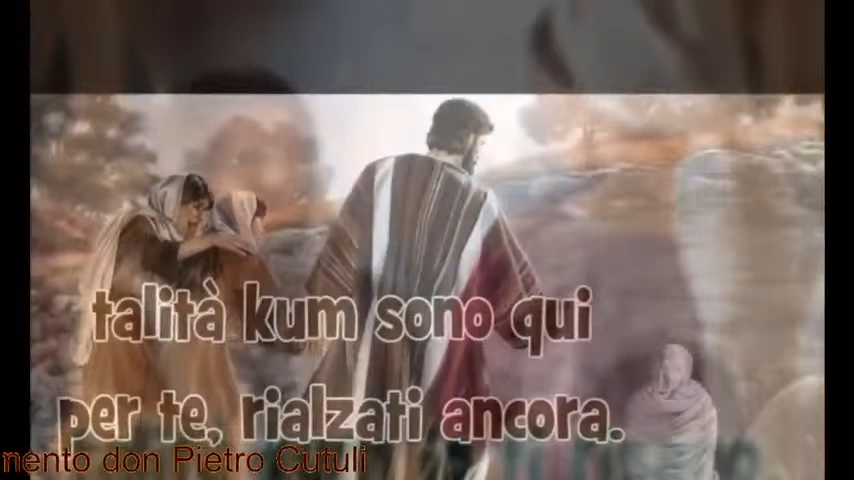 talità kum sono qui
per te, rialzati ancora.
nento don Pietro Cutuli